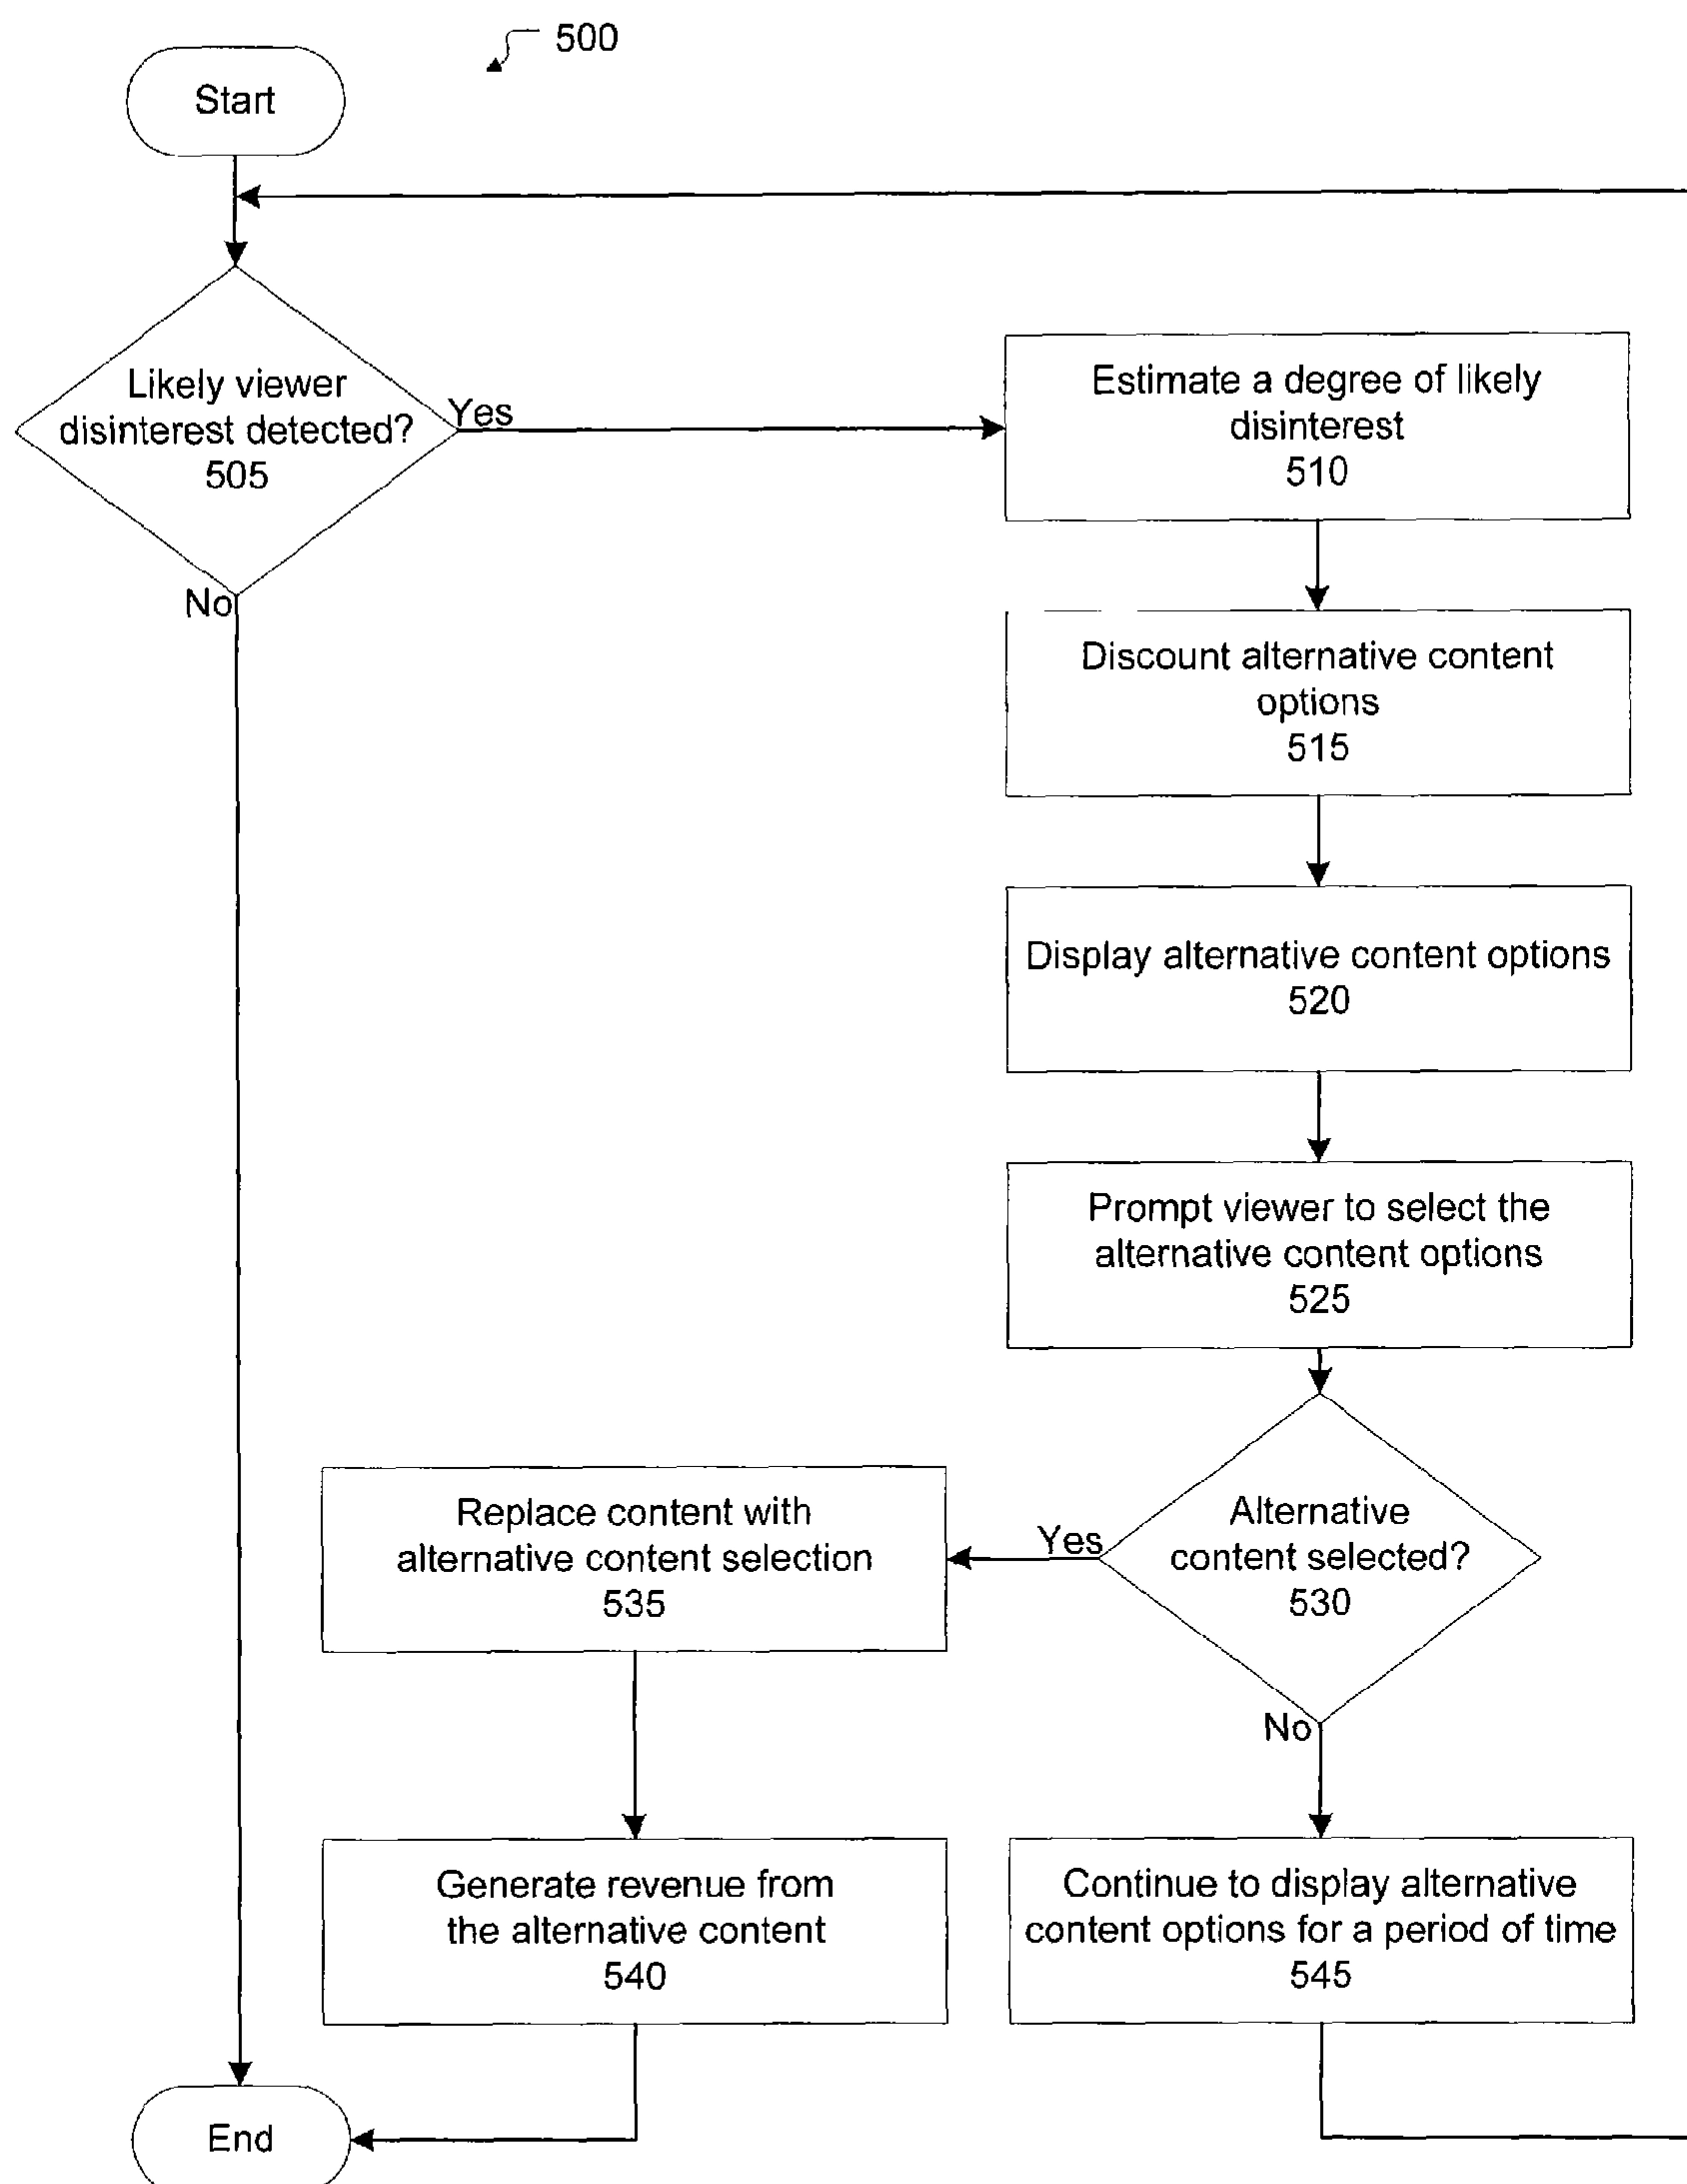 500
Start
Likely viewer
disinterest detected?
505
Yes
No
Estimate a degree of likely
disinterest
510
Discount alternative content
options
515
Display alternative content options
520
Prompt viewer to select the
alternative content options
525
Alternative
content selected?
530
Yes
No
Replace content with
alternative content selection
535
Generate revenue from
the alternative content
540
Continue to display alternative
content options for a period of time
545
End